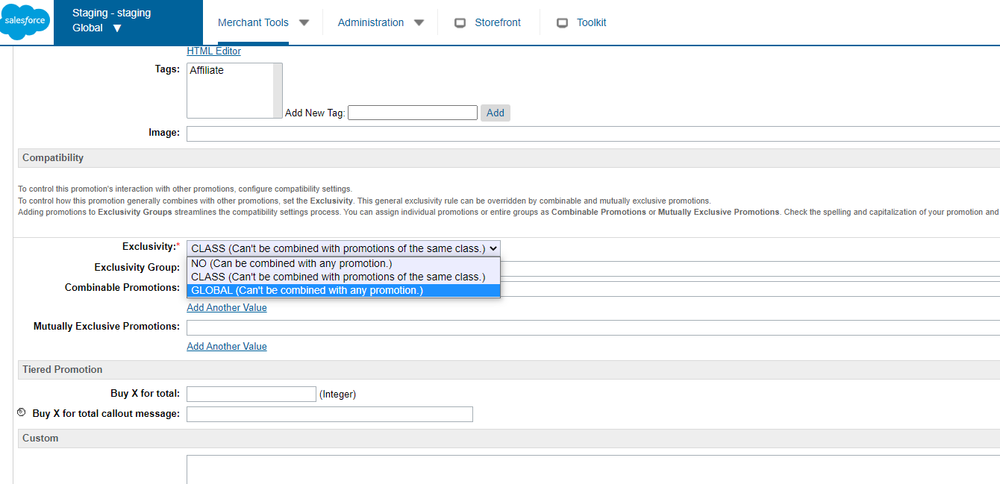 salesforce
Staging - staging
Global ▼
Merchant Tools
Administration
Storefront
Toolkit
HTML Editor
Tags:
Affiliate
Add New Tag:
Add
Image:
Compatibility
To control this promotion's interaction with other promotions, configure compatibility settings.
To control how this promotion generally combines with other promotions, set the Exclusivity. This general exclusivity rule can be overridden by combinable and mutually exclusive promotions.
Adding promotions to Exclusivity Groups streamlines the compatibility settings process. You can assign individual promotions or entire groups as Combinable Promotions or Mutually Exclusive Promotions. Check the spelling and capitalization of your promotion and
Exclusivity:*
CLASS (Can't be combined with promotions of the same class.)
NO (Can be combined with any promotion.)
CLASS (Can't be combined with promotions of the same class.)
GLOBAL (Can't be combined with any promotion.)
Exclusivity Group:
Combinable Promotions:
Add Another Value
Mutually Exclusive Promotions:
Add Another Value
Tiered Promotion
Buy X for total:
(Integer)
Buy X for total callout message:
Custom